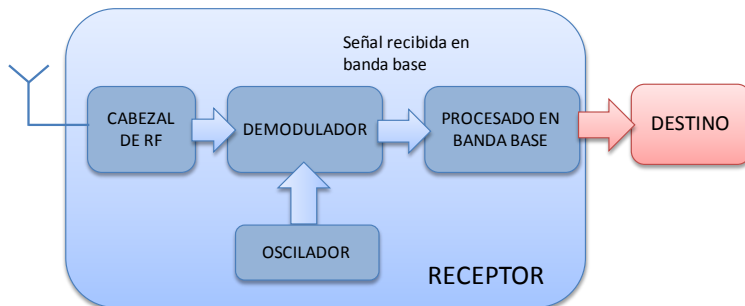 Señal recibida en
banda base
CABEZAL
DE RF
DEMODULADOR
PROCESADO EN
BANDA BASE
DESTINO
OSCILADOR
RECEPTOR